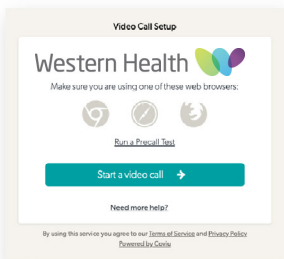 Video Call Setup
Western Health
Make sure you are using one of these web browsers:
Run a Precall Test
Start a video call
Need more help?
By using this service you agree to our Terms of Service and Privacy Policy
Powered by Coviu